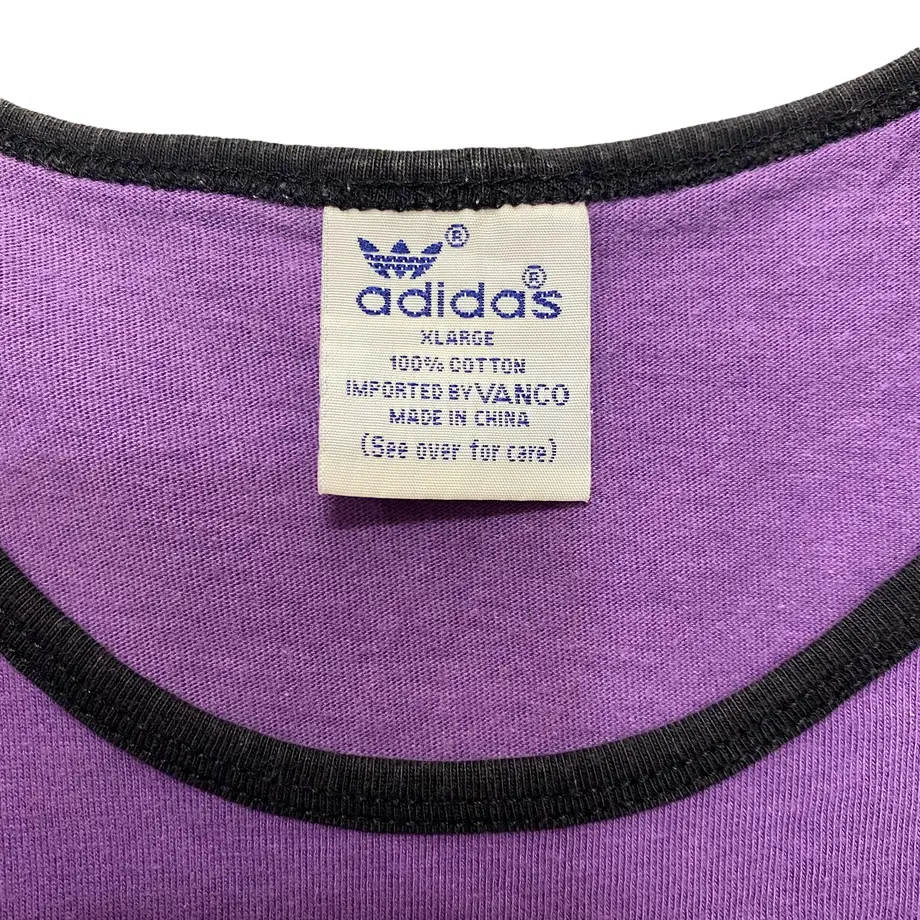 ®
adidas®
XLARGE
100% COTTON
IMPORTED BY VANCO
MADE IN CHINA
(See over for care)